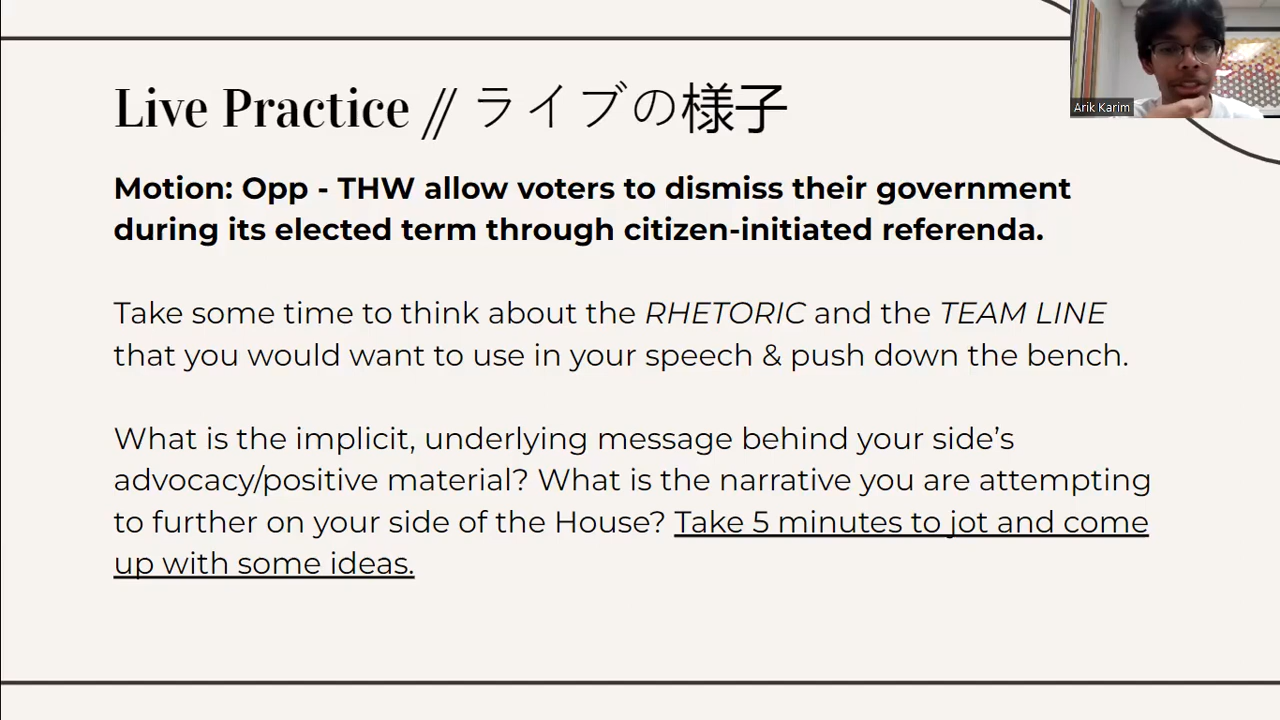 Live Practice // ライブの様子
Arik Karim
Motion: Opp - THW allow voters to dismiss their government
during its elected term through citizen-initiated referenda.
Take some time to think about the RHETORIC and the TEAM LINE
that you would want to use in your speech & push down the bench.
What is the implicit, underlying message behind your side’s
advocacy/positive material? What is the narrative you are attempting
to further on your side of the House? Take 5 minutes to jot and come
up with some ideas.